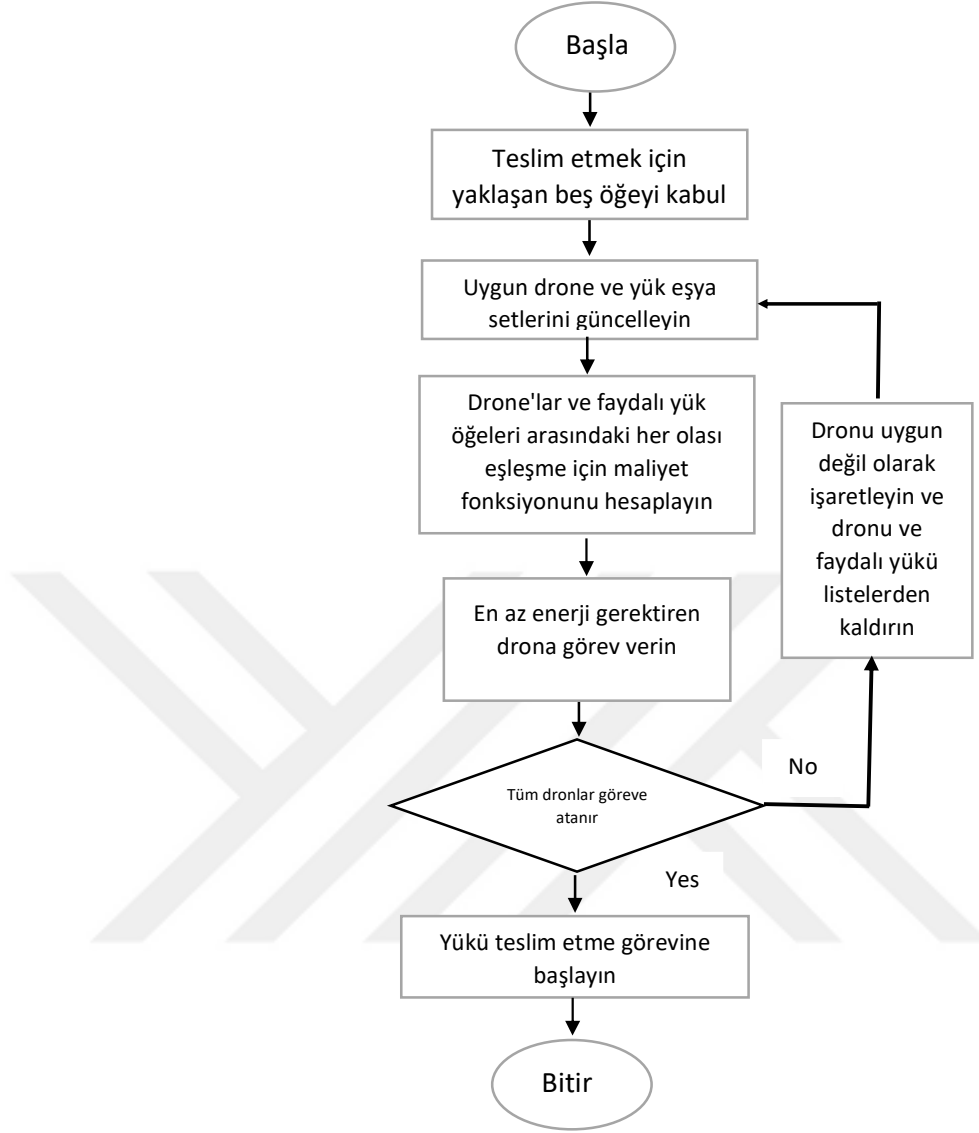 Başla
Teslim etmek için
yaklaşan beş öğeyi kabul
Uygun drone ve yük eşya
setlerini güncelleyin
Drone'lar ve faydalı yük
öğeleri arasındaki her olası
eşleşme için maliyet
fonksiyonunu hesaplayın
Dronu uygun
değil olarak
işaretleyin ve
dronu ve
faydalı yükü
listelerden
kaldırın
En az enerji gerektiren
drona görev verin
No
Tüm dronlar göreve
atanır
Yes
Yükü teslim etme görevine
başlayın
Bitir